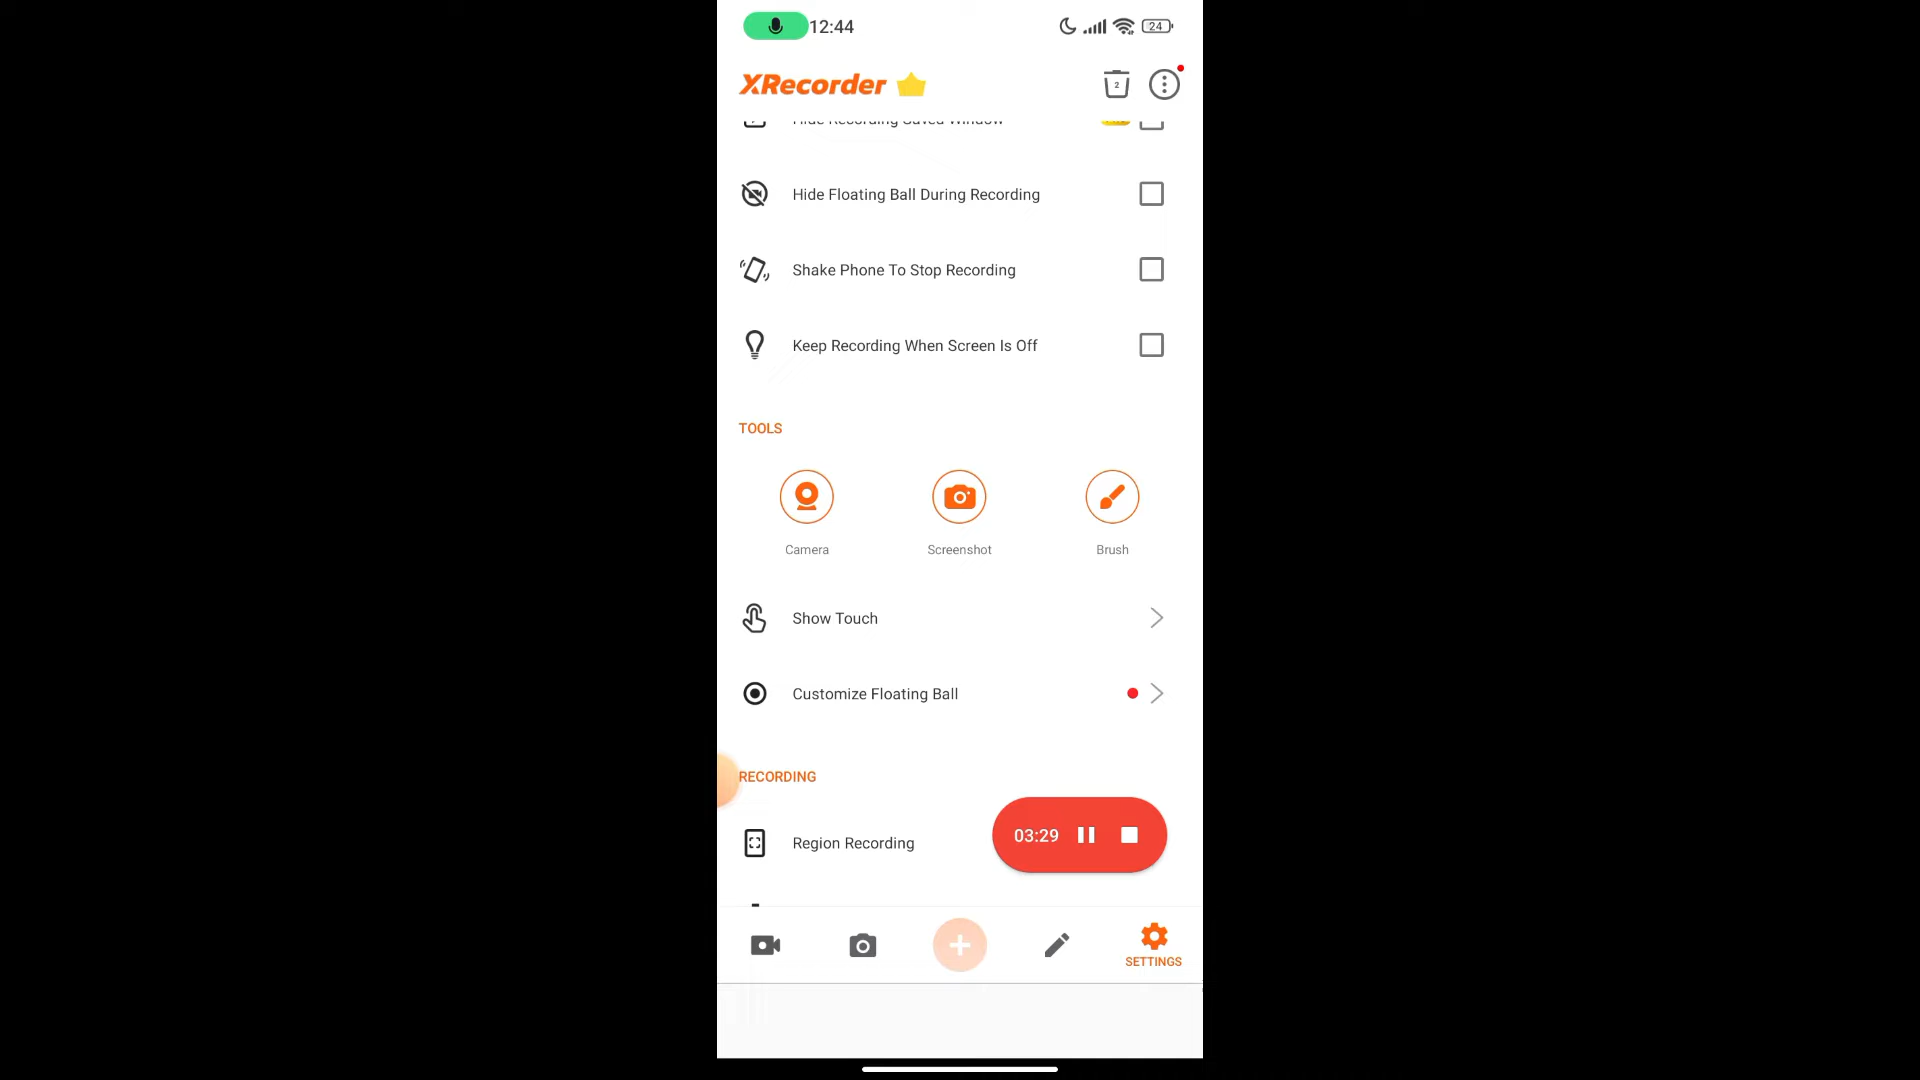 12:44
24
XRecorder
2
Hide Recording Saved Window
Hide Floating Ball During Recording
Shake Phone To Stop Recording
Keep Recording When Screen Is Off
TOOLS
Camera
Screenshot
Brush
Show Touch
Customize Floating Ball
RECORDING
03:29
Region Recording
SETTINGS